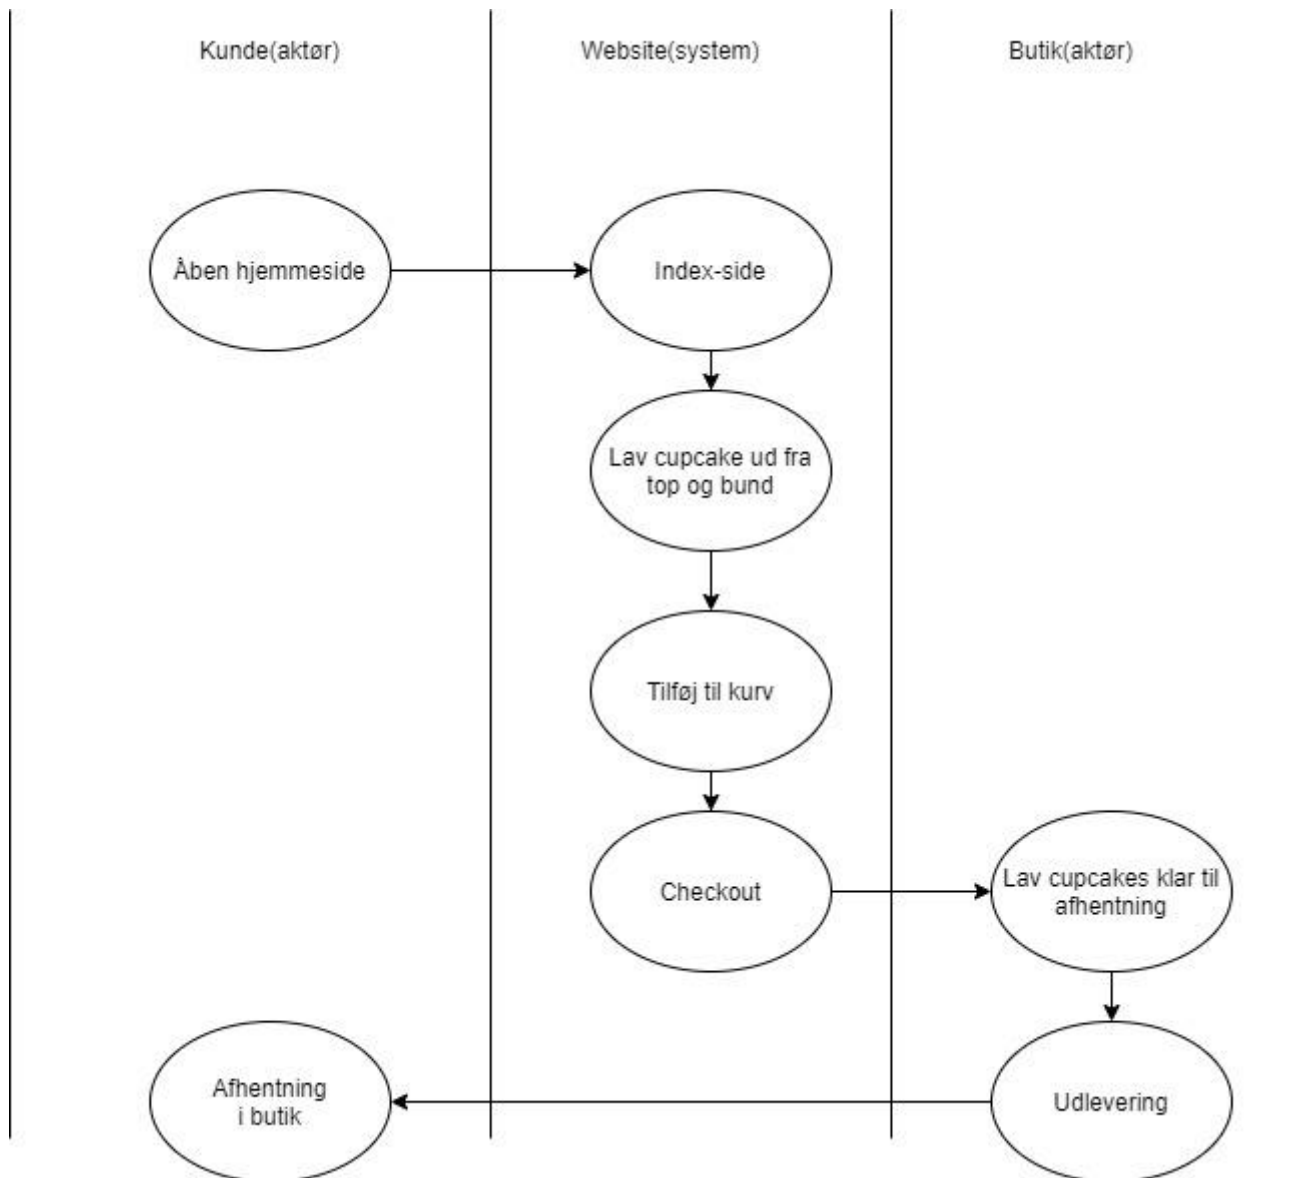 Kunde(aktør)
Website(system)
Butik(aktør)
Åben hjemmeside
Index-side
Lav cupcake ud fra
top og bund
Tilføj til kurv
Checkout
Lav cupcakes klar til
afhentning
Udlevering
Afhentning
i butik